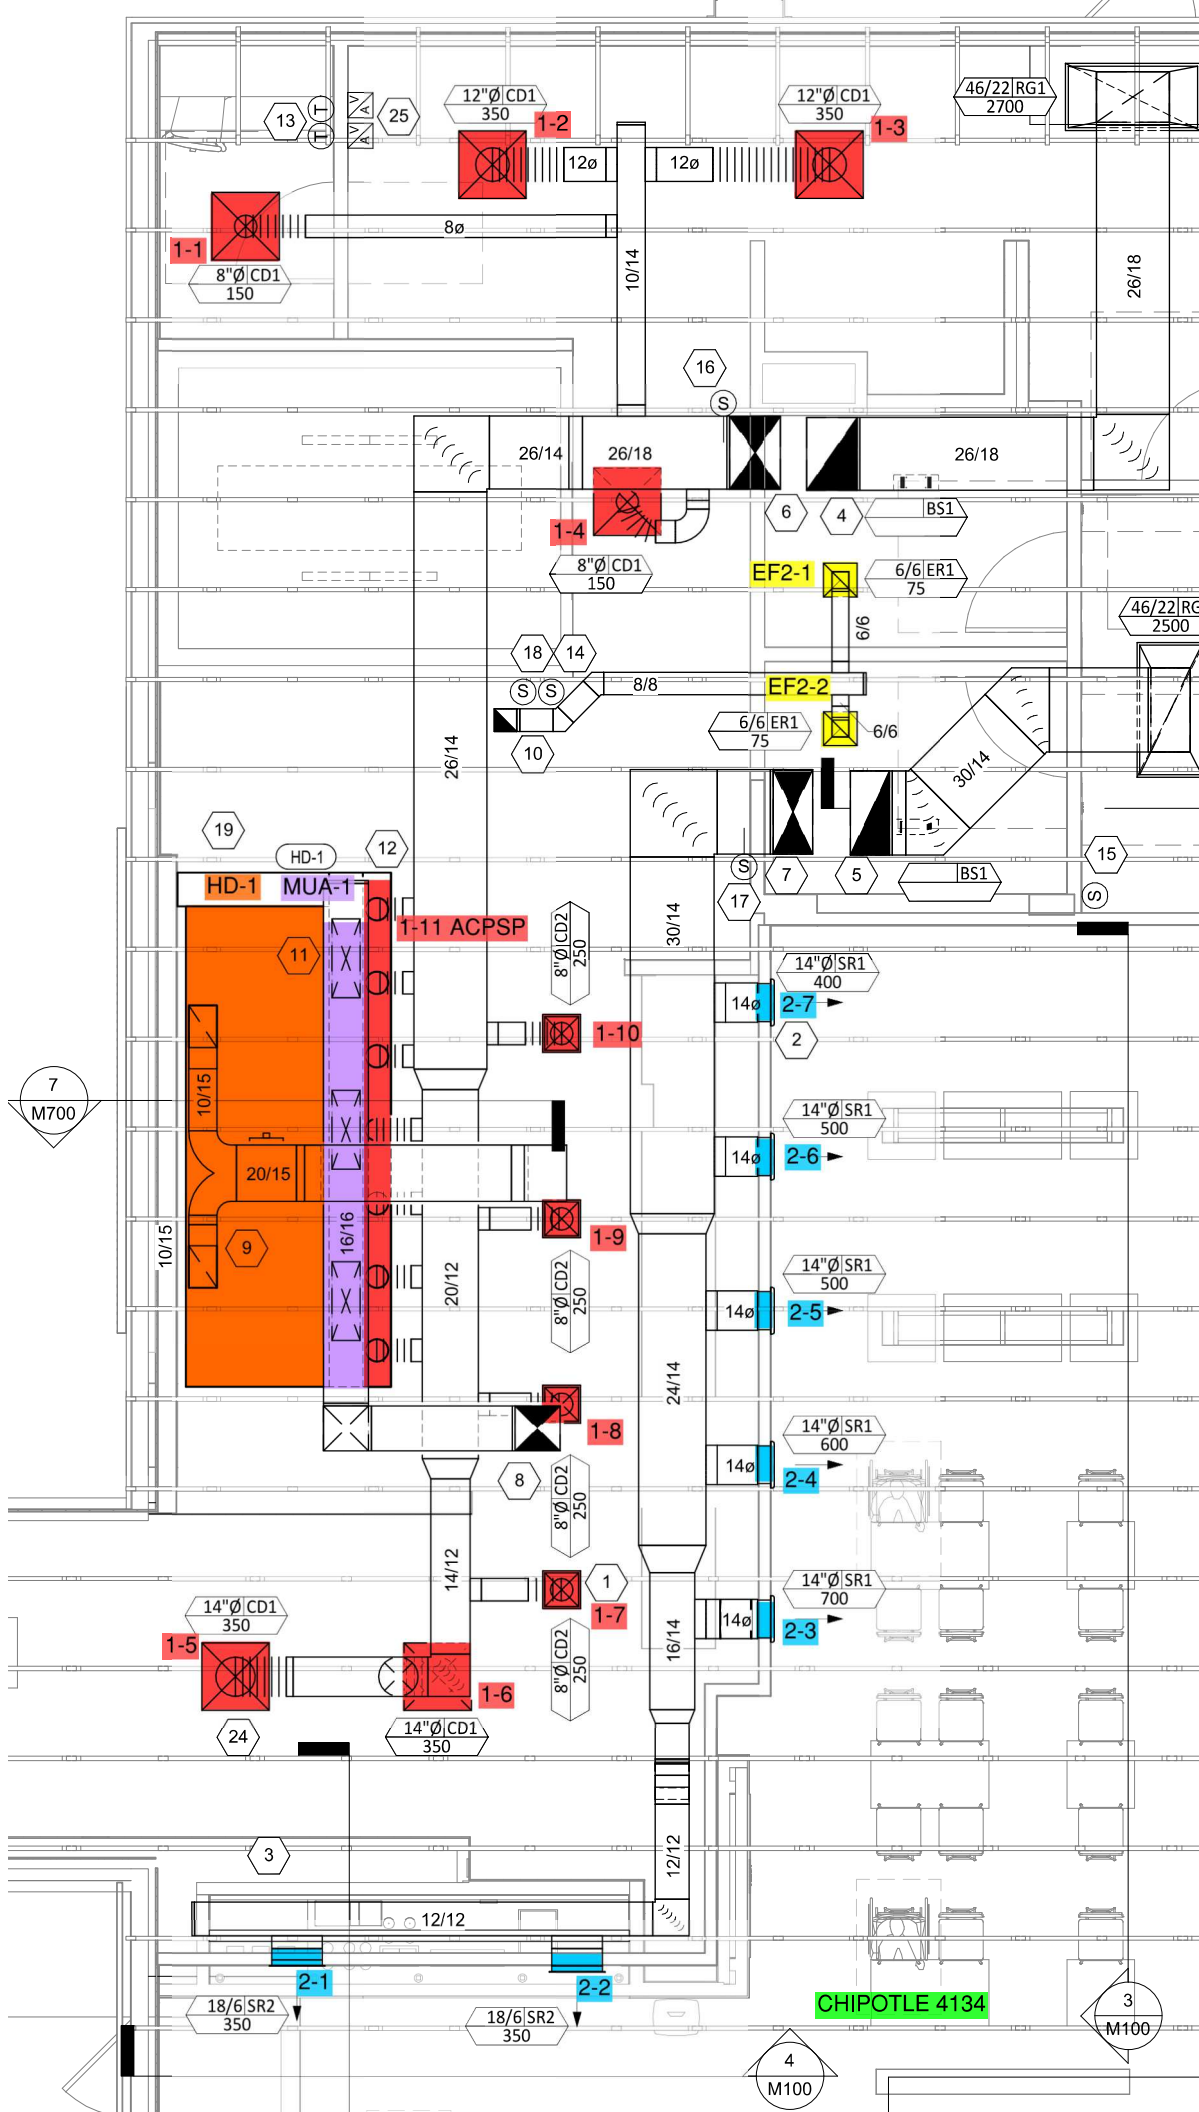 12"Ø CD1
350
1-2
12"Ø CD1
350
1-3
46/22 RG1
2700
13
T
T
V
A
V
A
25
12ø
12ø
8ø
1-1
8"Ø CD1
150
10/14
26/18
16
S
26/14
26/18
26/18
1-4
6
4
BS1
8"Ø CD1
150
EF2-1
6/6 ER1
75
6/6
46/22 RG
2500
18
14
S
S
8/8
EF2-2
6/6 ER1
75
6/6
10
26/14
30/14
19
HD-1
12
S
7
5
BS1
15
S
HD-1
MUA-1
17
1-11 ACPSP
8"Ø CD2
250
30/14
11
14"Ø SR1
400
14ø
2-7
2
1-10
7
M700
10/15
14"Ø SR1
500
14ø
2-6
20/15
10/15
16/16
9
1-9
20/12
8"Ø CD2
250
14"Ø SR1
500
14ø
2-5
24/14
1-8
14"Ø SR1
600
14ø
2-4
8
8"Ø CD2
250
14/12
1
1-7
14"Ø SR1
700
14ø
2-3
14"Ø CD1
350
1-5
16/14
8"Ø CD2
250
1-6
24
14"Ø CD1
350
3
12/12
12/12
2-1
2-2
18/6 SR2
350
18/6 SR2
350
CHIPOTLE 4134
3
M100
4
M100